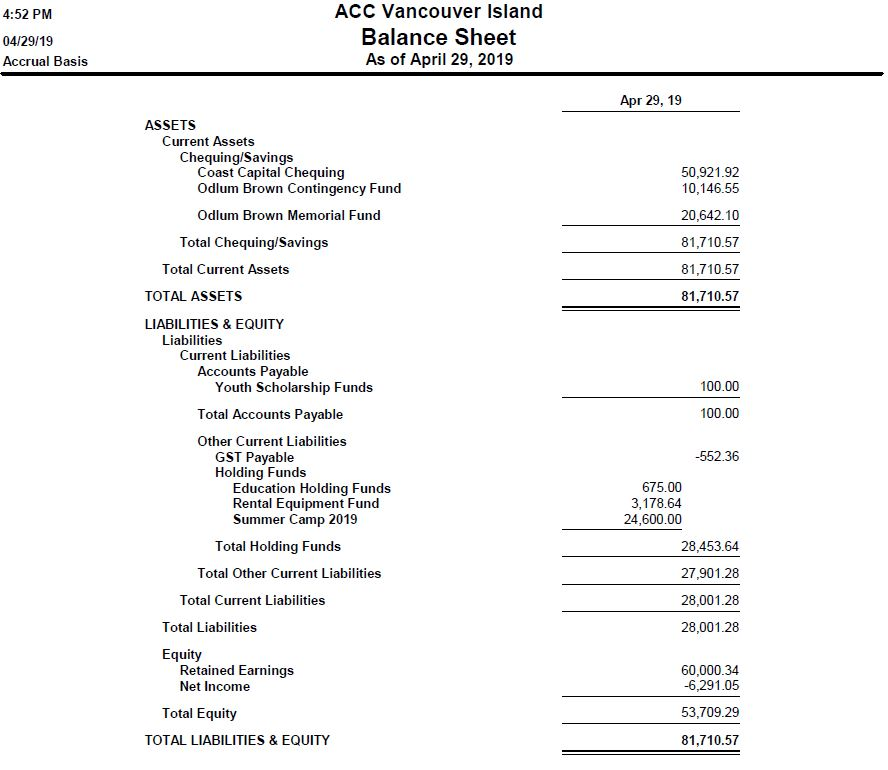 4:52 PM
ACC Vancouver Island
04/29/19
Balance Sheet
Accrual Basis
As of April 29, 2019
Apr 29, 19
ASSETS
Current Assets
Chequing/Savings
Coast Capital Chequing 50,921.92
Odlum Brown Contingency Fund 10,146.55
Odlum Brown Memorial Fund 20,642.10
Total Chequing/Savings 81,710.57
Total Current Assets 81,710.57
TOTAL ASSETS 81,710.57
LIABILITIES & EQUITY
Liabilities
Current Liabilities
Accounts Payable
Youth Scholarship Funds 100.00
Total Accounts Payable 100.00
Other Current Liabilities
GST Payable -552.36
Holding Funds
Education Holding Funds 675.00
Rental Equipment Fund 3,178.64
Summer Camp 2019 24,600.00
Total Holding Funds 28,453.64
Total Other Current Liabilities 27,901.28
Total Current Liabilities 28,001.28
Total Liabilities 28,001.28
Equity
Retained Earnings 60,000.34
Net Income -6,291.05
Total Equity 53,709.29
TOTAL LIABILITIES & EQUITY 81,710.57